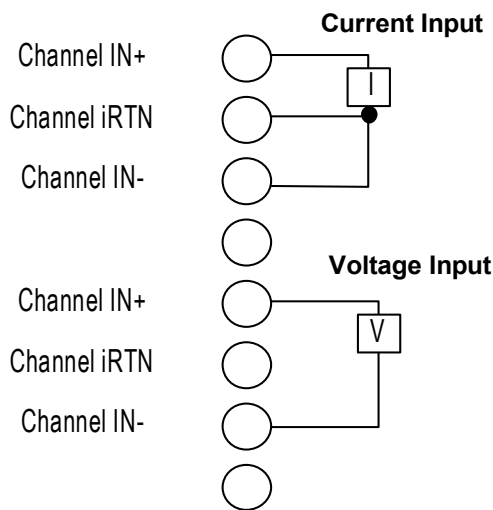 Current Input
Channel IN+
I
Channel iRTN
Channel IN-
Voltage Input
Channel IN+
V
Channel iRTN
Channel IN-